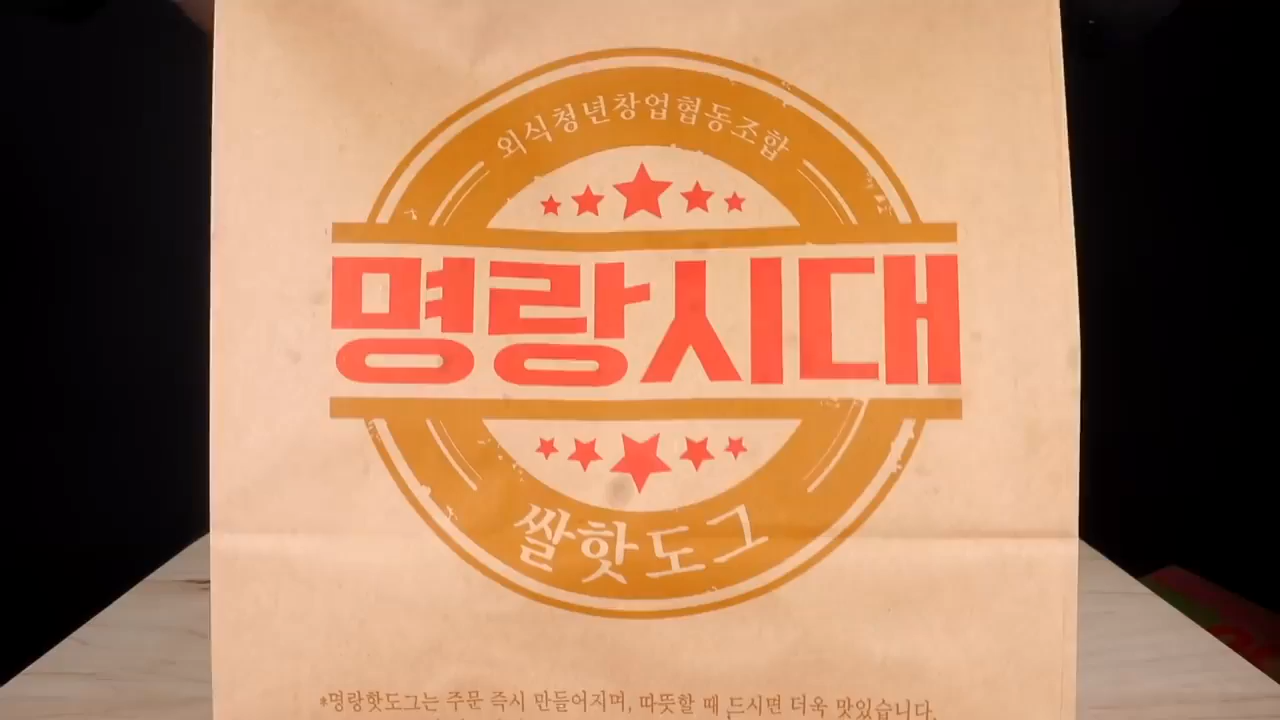 외식청년창업협동조합
명랑시대
쌀핫도그
*명랑핫도그는 주문 즉시 만들어지며, 따뜻할 때 드시면 더욱 맛있습니다.